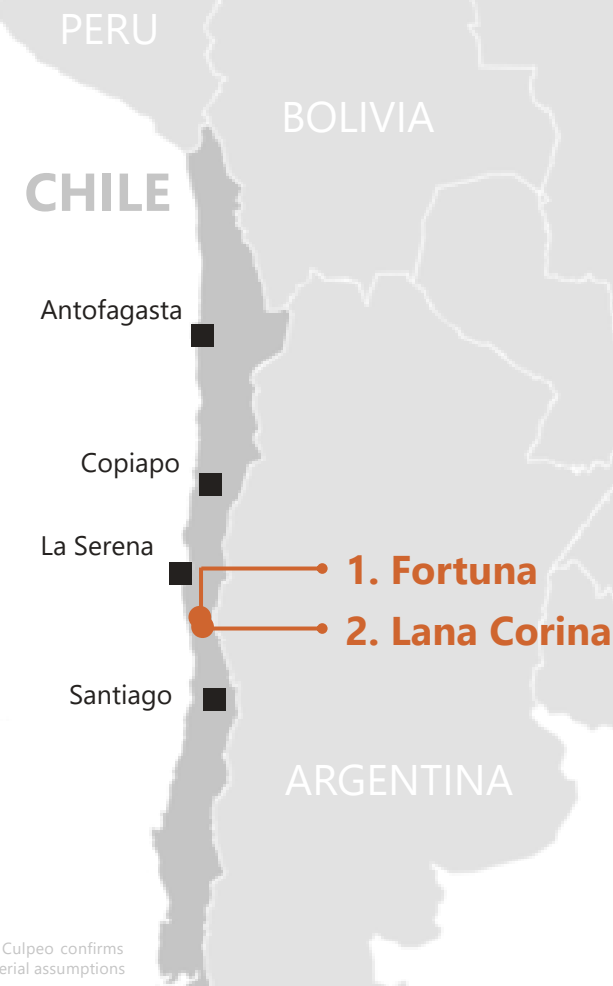 PERU
BOLIVIA
CHILE
Antofagasta
Copiapo
La Serena
1. Fortuna
2. Lana Corina
Santiago
ARGENTINA
Culpeo confirms
erial assumptions